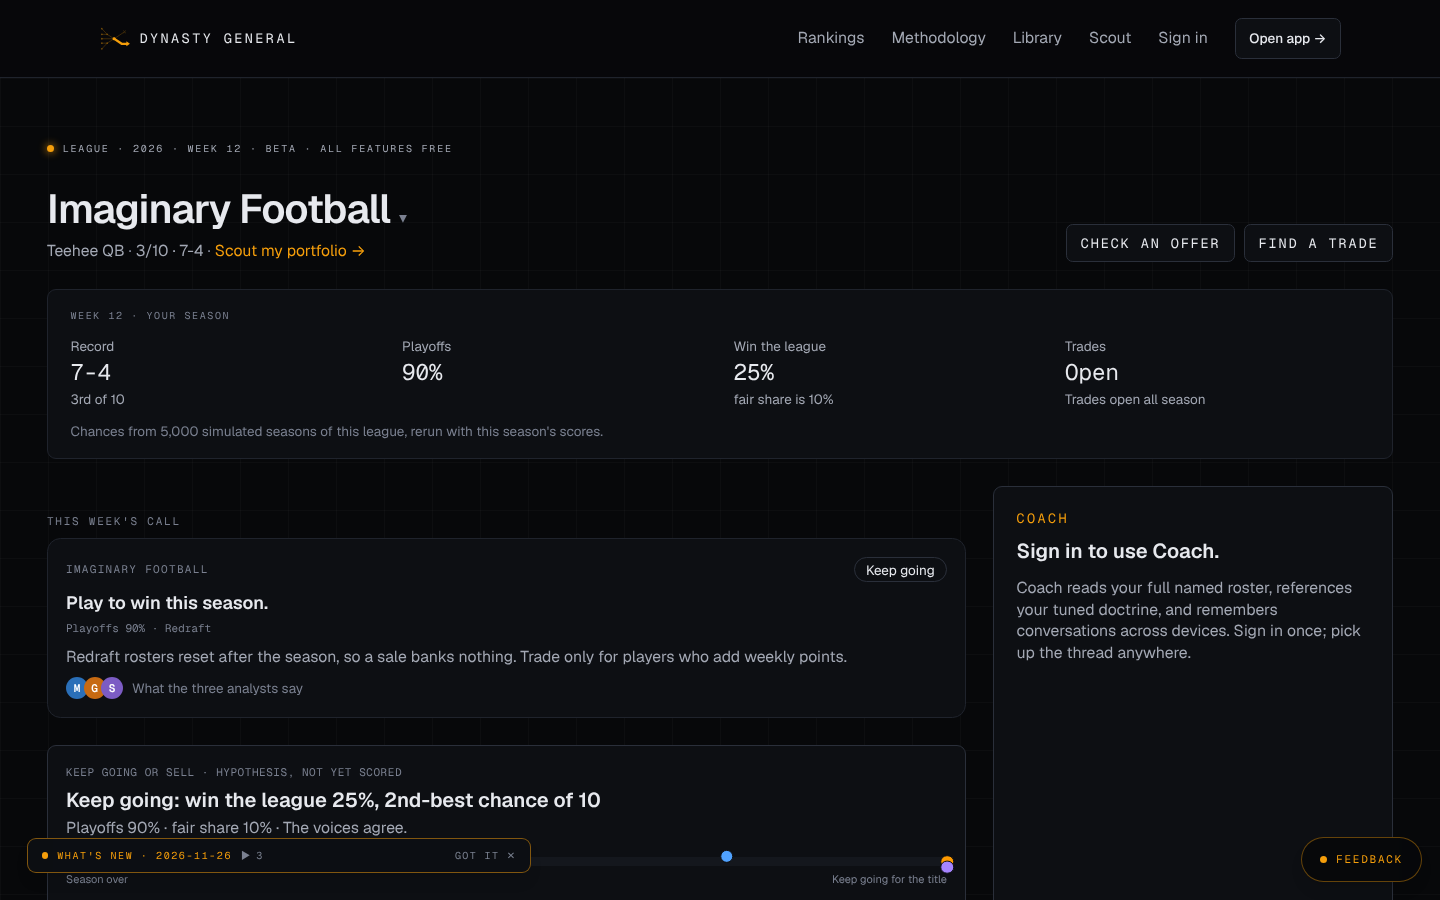 DYNASTY GENERAL
Rankings
Methodology
Library
Scout
Sign in
Open app →
LEAGUE · 2026 · WEEK 12 · BETA · ALL FEATURES FREE
Imaginary Football ▾
Teehee QB · 3/10 · 7-4 · Scout my portfolio →
CHECK AN OFFER
FIND A TRADE
WEEK 12 · YOUR SEASON
Record
7-4
3rd of 10
Playoffs
90%
Win the league
25%
fair share is 10%
Trades
Open
Trades open all season
Chances from 5,000 simulated seasons of this league, rerun with this season's scores.
THIS WEEK'S CALL
IMAGINARY FOOTBALL
Keep going
Play to win this season.
Playoffs 90% · Redraft
Redraft rosters reset after the season, so a sale banks nothing. Trade only for players who add weekly points.
M G S What the three analysts say
KEEP GOING OR SELL · HYPOTHESIS, NOT YET SCORED
Keep going: win the league 25%, 2nd-best chance of 10
Playoffs 90% · fair share 10% · The voices agree.
Season over
Keep going for the title
COACH
Sign in to use Coach.
Coach reads your full named roster, references
your tuned doctrine, and remembers
conversations across devices. Sign in once; pick
up the thread anywhere.
WHAT'S NEW · 2026-11-26 ▶ 3
GOT IT ×
FEEDBACK